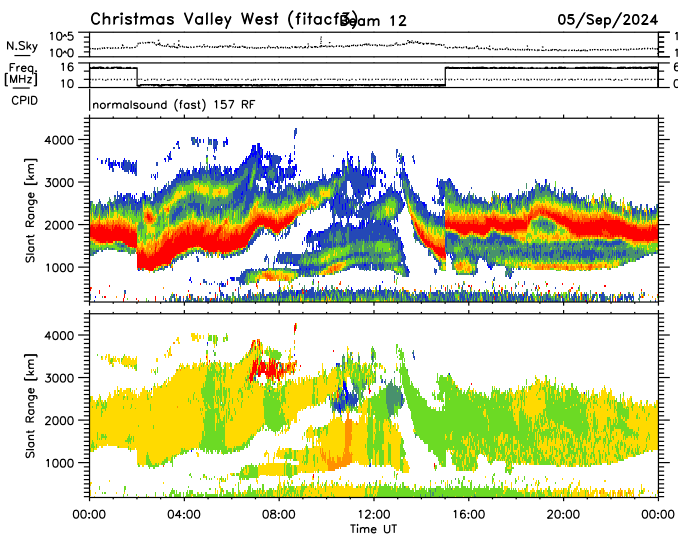 Christmas Valley West (fitacf3) Beam 12 05/Sep/2024
N.Sky 10^5 10^0 1 1
Freq. [MHz] 16 10 6 0
CPID normalsound (fast) 157 RF
Slant Range [km] 4000 3000 2000 1000
Slant Range [km] 4000 3000 2000 1000
00:00 04:00 08:00 12:00 16:00 20:00 00:00
Time UT